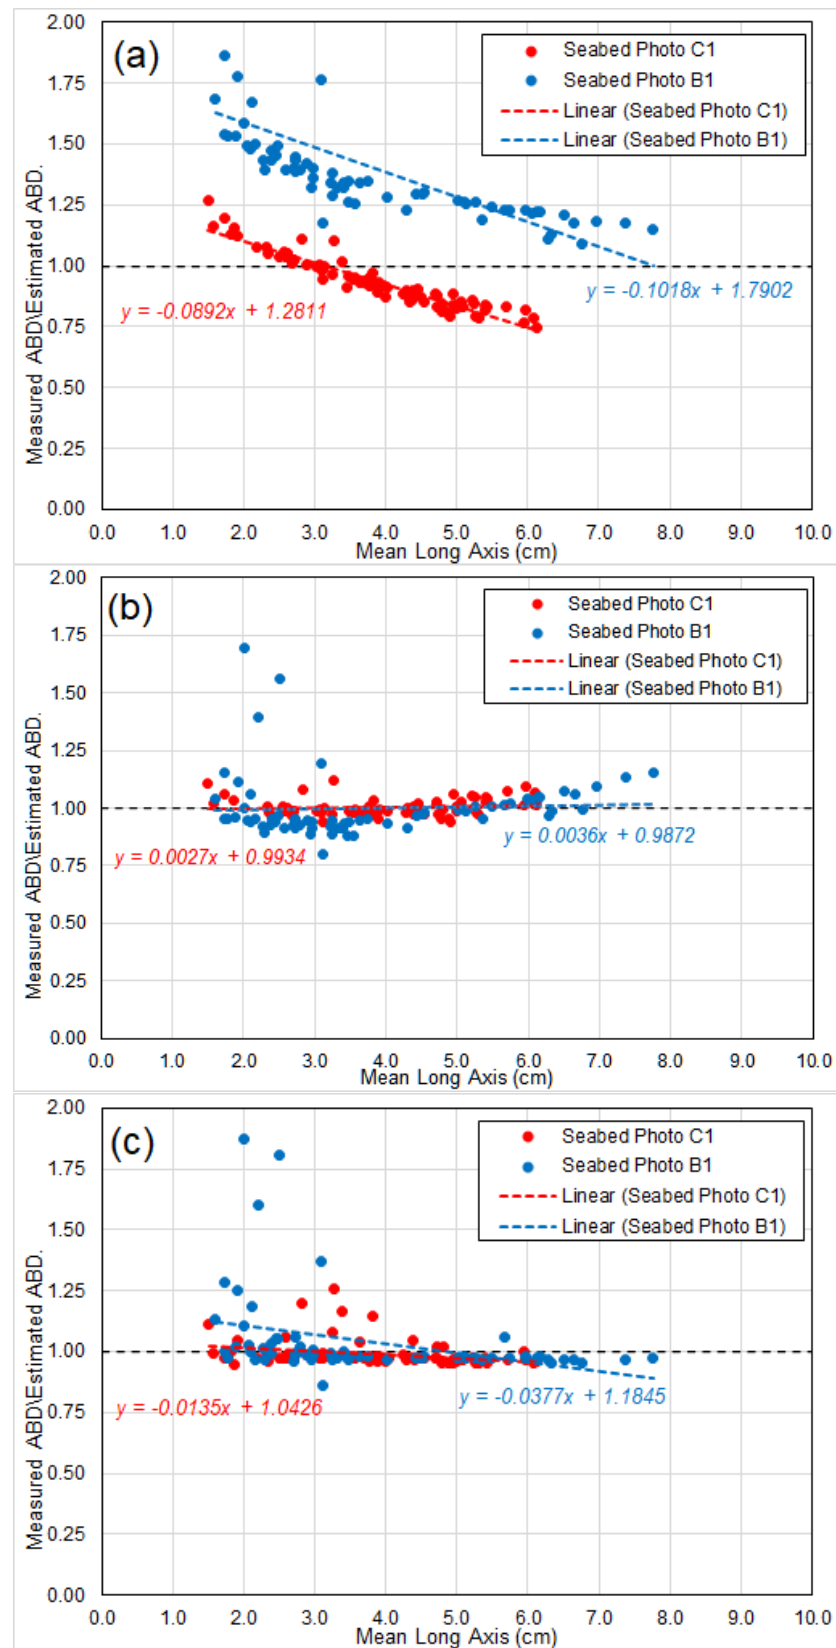 (a)
Seabed Photo C1
Seabed Photo B1
Linear (Seabed Photo C1)
Linear (Seabed Photo B1)
2.00
1.75
1.50
1.25
1.00
0.75
0.50
0.25
0.00
Measured ABD\Estimated ABD.
y = -0.0892x + 1.2811
y = -0.1018x + 1.7902
0.0 1.0 2.0 3.0 4.0 5.0 6.0 7.0 8.0 9.0 10.0
Mean Long Axis (cm)
(b)
Seabed Photo C1
Seabed Photo B1
Linear (Seabed Photo C1)
Linear (Seabed Photo B1)
2.00
1.75
1.50
1.25
1.00
0.75
0.50
0.25
0.00
Measured ABD\Estimated ABD.
y = 0.0027x + 0.9934
y = 0.0036x + 0.9872
0.0 1.0 2.0 3.0 4.0 5.0 6.0 7.0 8.0 9.0 10.0
Mean Long Axis (cm)
(c)
Seabed Photo C1
Seabed Photo B1
Linear (Seabed Photo C1)
Linear (Seabed Photo B1)
2.00
1.75
1.50
1.25
1.00
0.75
0.50
0.25
0.00
Measured ABD\Estimated ABD.
y = -0.0135x + 1.0426
y = -0.0377x + 1.1845
0.0 1.0 2.0 3.0 4.0 5.0 6.0 7.0 8.0 9.0 10.0
Mean Long Axis (cm)